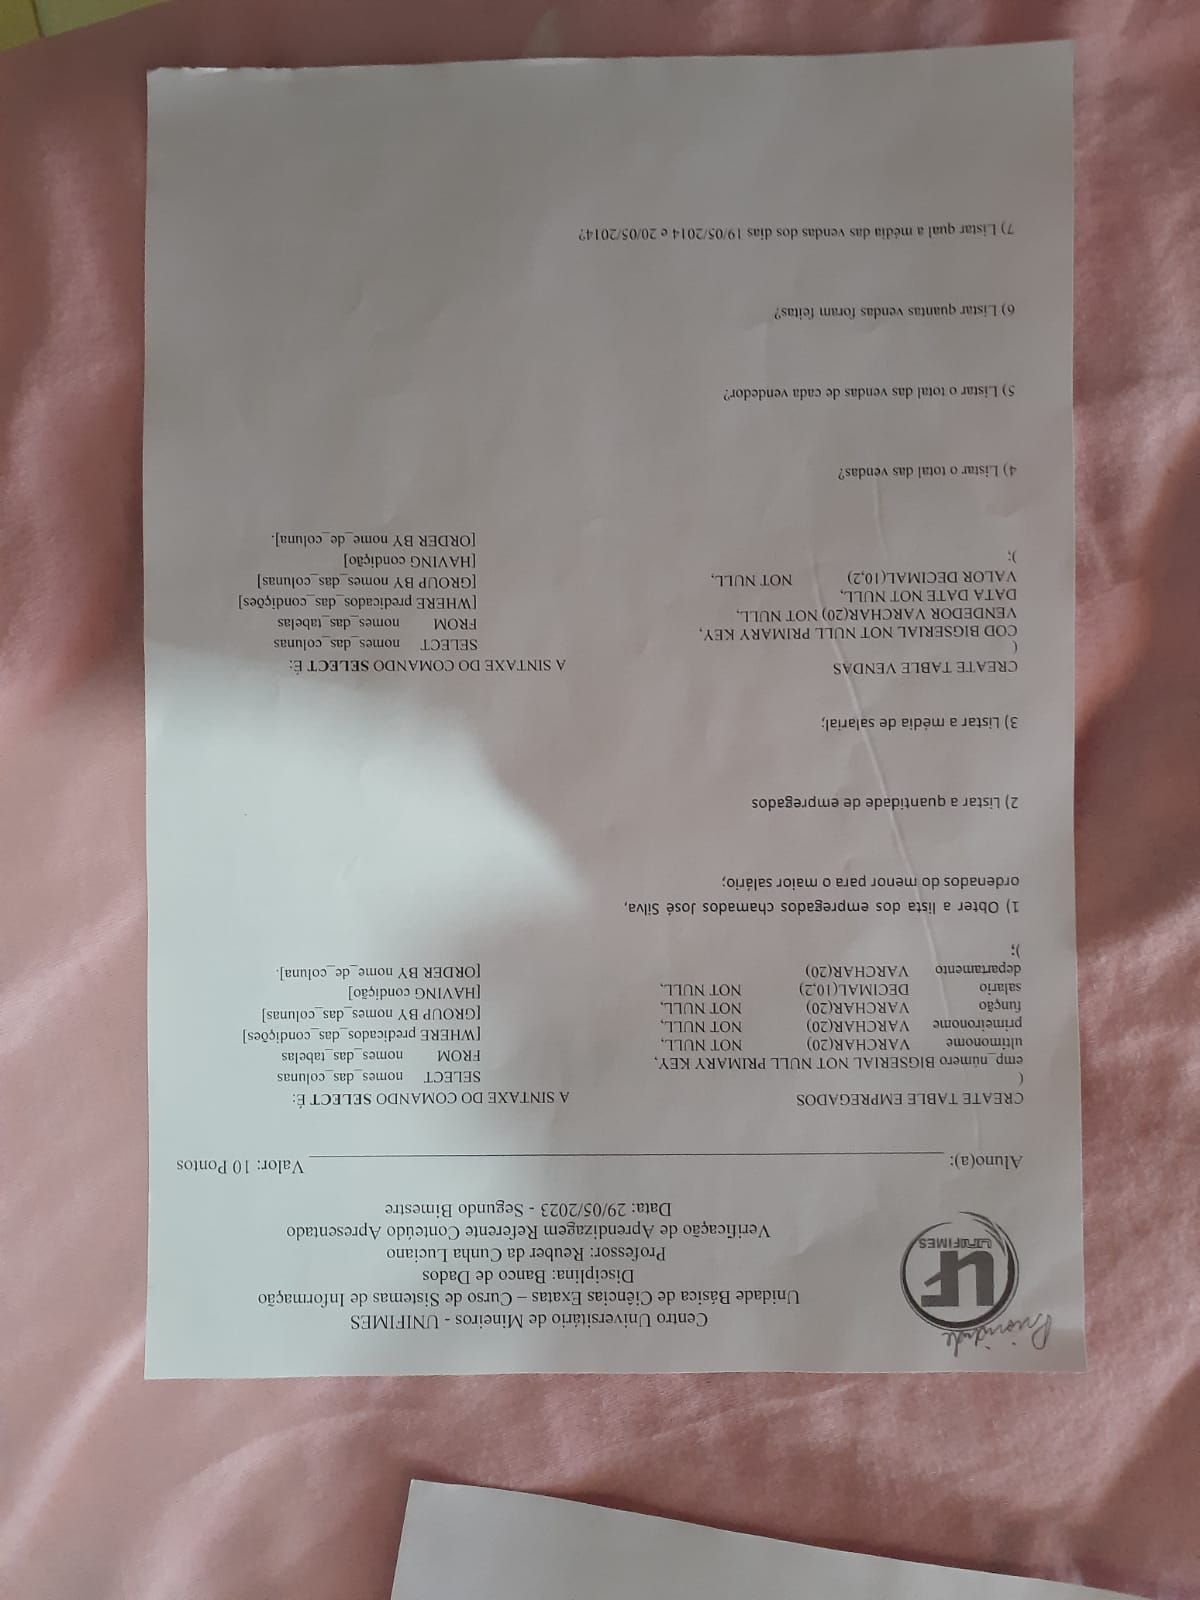 Prioridade
UF
UNIFIMES
Centro Universitário de Mineiros - UNIFIMES
Unidade Básica de Ciências Exatas – Curso de Sistemas de Informação
Disciplina: Banco de Dados
Professor: Reuber da Cunha Luciano
Verificação de Aprendizagem Referente Conteúdo Apresentado
Data: 29/05/2023 - Segundo Bimestre
Aluno(a): ____________________ Valor: 10 Pontos
CREATE TABLE EMPREGADOS
(
emp_número BIGSERIAL NOT NULL PRIMARY KEY,
ultimonome VARCHAR(20) NOT NULL,
primeironome VARCHAR(20) NOT NULL,
função VARCHAR(20) NOT NULL,
salario DECIMAL(10,2) NOT NULL,
departamento VARCHAR(20)
);
A SINTAXE DO COMANDO SELECT É:
SELECT nomes_das_colunas
FROM nomes_das_tabelas
[WHERE predicados_das_condições]
[GROUP BY nomes_das_colunas]
[HAVING condição]
[ORDER BY nome_de_coluna].
1) Obter a lista dos empregados chamados José Silva,
ordenados do menor para o maior salário;
2) Listar a quantidade de empregados
3) Listar a média de salarial;
CREATE TABLE VENDAS
(
COD BIGSERIAL NOT NULL PRIMARY KEY,
VENDEDOR VARCHAR(20) NOT NULL,
DATA DATE NOT NULL,
VALOR DECIMAL(10,2) NOT NULL,
);
A SINTAXE DO COMANDO SELECT É:
SELECT nomes_das_colunas
FROM nomes_das_tabelas
[WHERE predicados_das_condições]
[GROUP BY nomes_das_colunas]
[HAVING condição]
[ORDER BY nome_de_coluna].
4) Listar o total das vendas?
5) Listar o total das vendas de cada vendedor?
6) Listar quantas vendas foram feitas?
7) Listar qual a média das vendas dos dias 19/05/2014 e 20/05/2014?